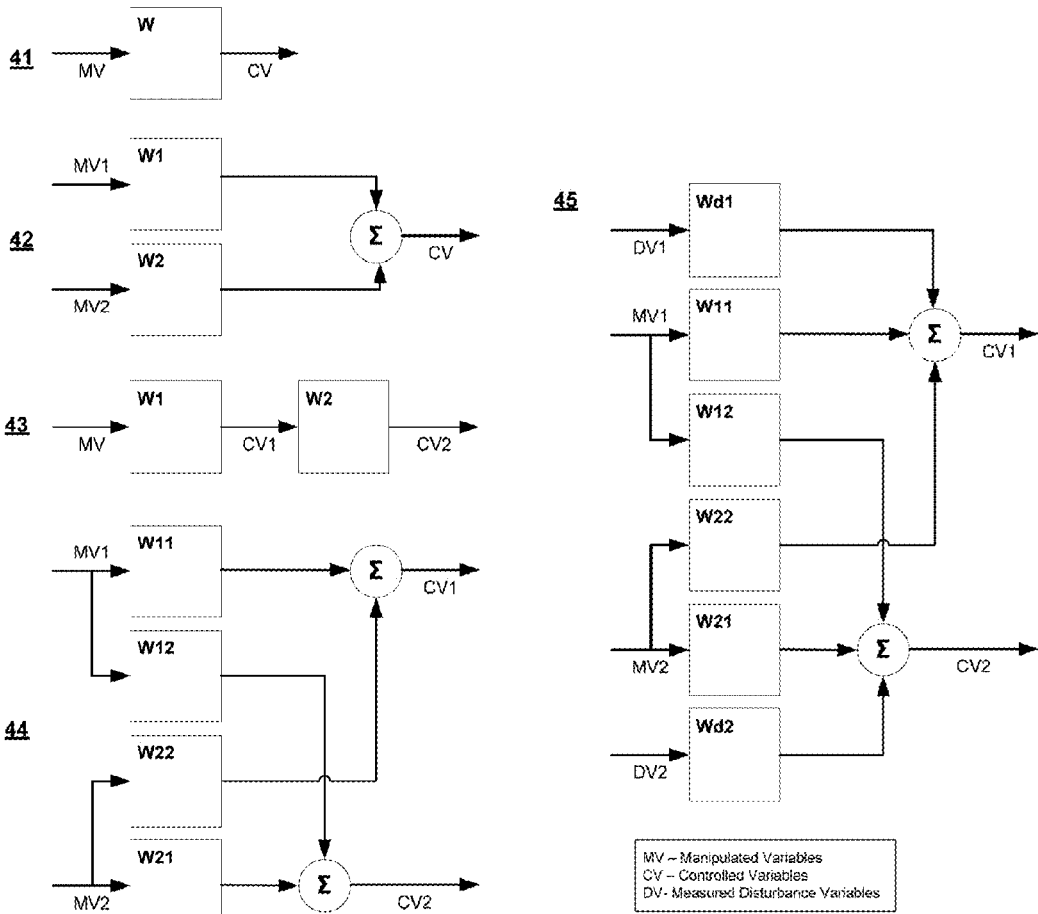 41
W
MV
CV
42
MV1
W1
MV2
W2
Σ
CV
43
MV
W1
CV1
W2
CV2
44
MV1
W11
W12
W22
MV2
W21
Σ
CV1
Σ
CV2
45
DV1
Wd1
MV1
W11
W12
W22
MV2
W21
DV2
Wd2
Σ
CV1
Σ
CV2
MV – Manipulated Variables
CV – Controlled Variables
DV- Measured Disturbance Variables